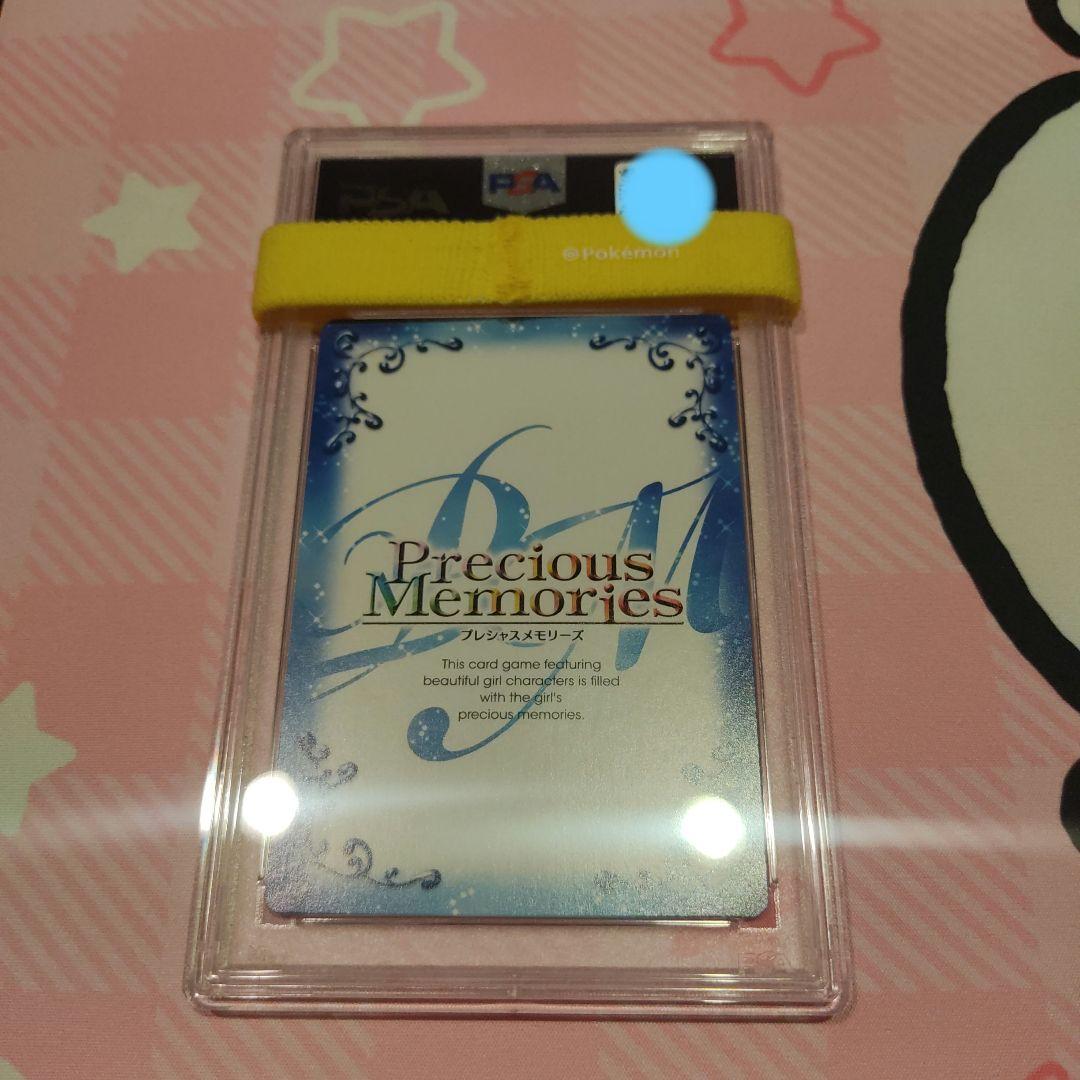 PSA
PSA
©Pokémon
Precious
Memories
プレシャスメモリーズ
This card game featuring
beautiful girl characters is filled
with the girl's
precious memories.
PSA